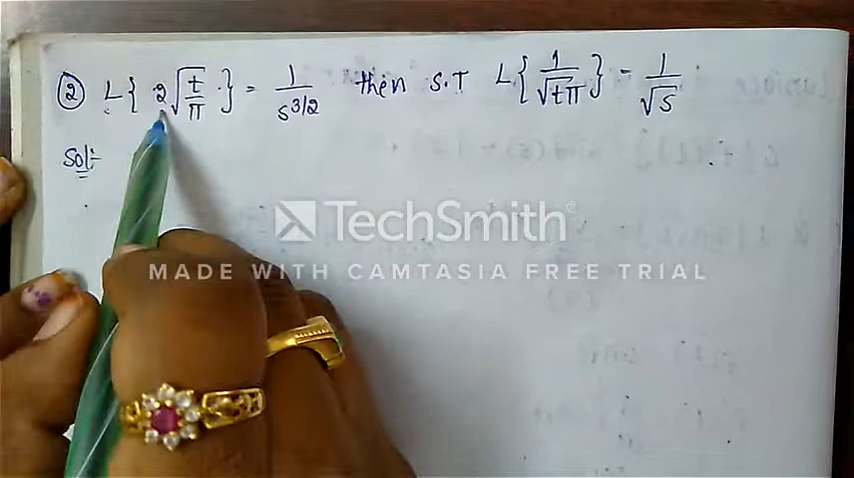 ② L{ 2√(t/π) } = 1/s^3/2 then S.T L{ 1/√tπ } = 1/√s
Sol:-
TechSmith
MADE WITH CAMTASIA FREE TRIAL